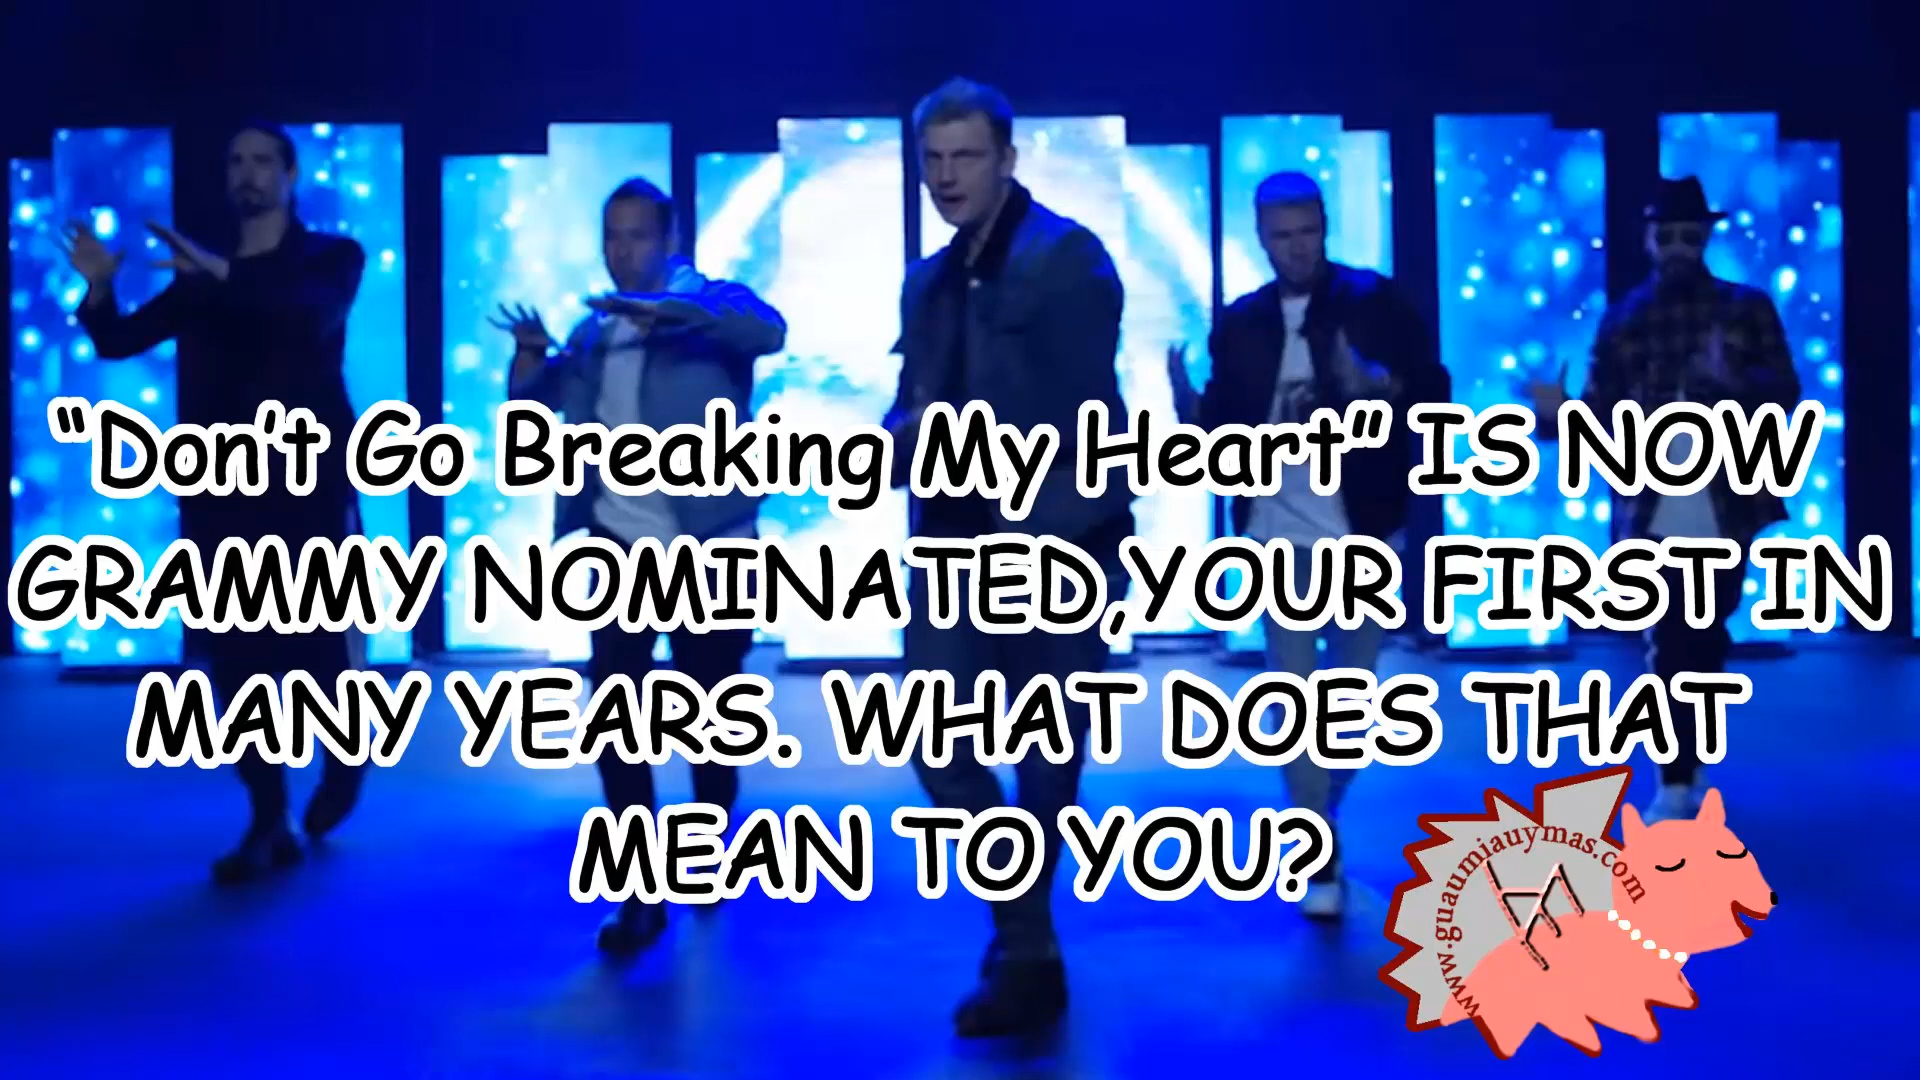 “Don’t Go Breaking My Heart” IS NOW
GRAMMY NOMINATED,YOUR FIRST IN
MANY YEARS. WHAT DOES THAT
MEAN TO YOU?
www.guaumiauymas.com